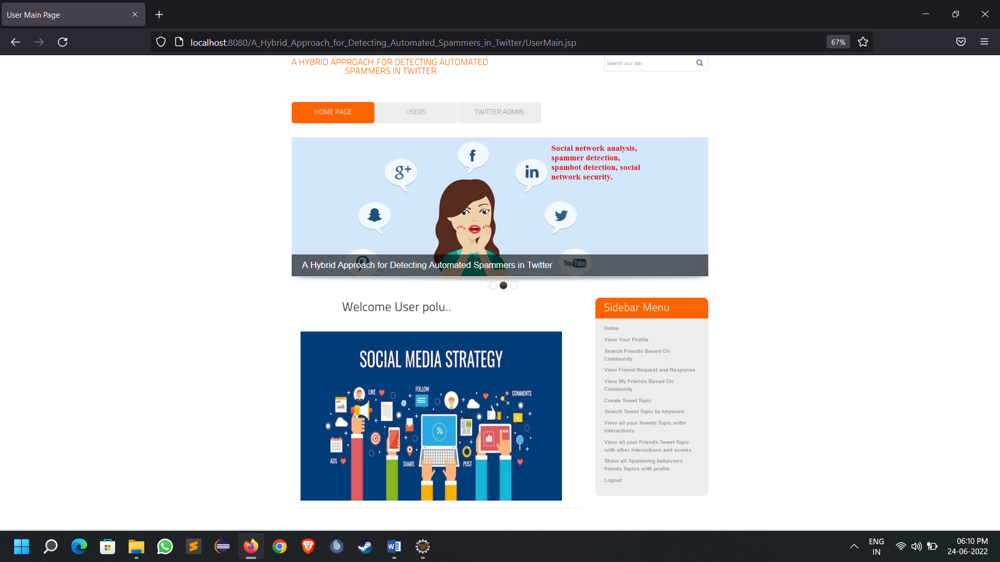 User Main Page
localhost:8080/A_Hybrid_Approach_for_Detecting_Automated_Spammers_in_Twitter/UserMain.jsp
67%
A HYBRID APPROACH FOR DETECTING AUTOMATED
SPAMMERS IN TWITTER
Search our ste:
HOME PAGE
USERS
TWITTER ADMIN
Social network analysis,
spammer detection,
spambot detection, social
network security.
f
g+
in
You Tube
A Hybrid Approach for Detecting Automated Spammers in Twitter
Welcome User polu..
SOCIAL MEDIA STRATEGY
LIKE
FOLLOW
COMMENTS
ADS
SHARE
POST
Sidebar Menu
Home
View Your Profile
Search Friends Based On
Community
View Friend Request and Response
View My Friends Based On
Community
Create Tweet Topic
Search Tweet Topic by keyword
View all your Tweets Topic withr
Interactions
View all your Friends Tweet Topic
with other Interactions and scores
Show all Spamming behaviors
friends Topics with profile
Logout
ENG
IN
06:10 PM
24-06-2022